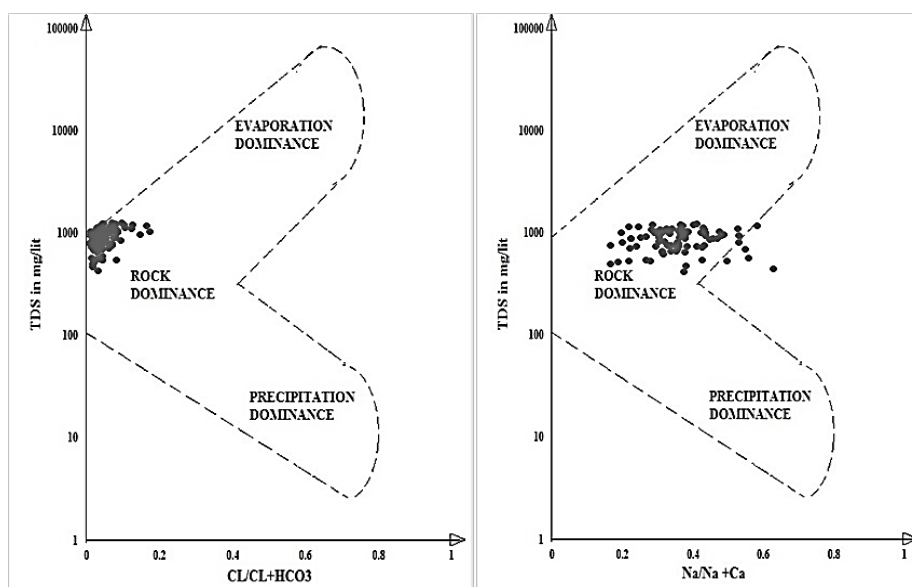 100000
10000
1000
100
10
1
TDS in mg/lit
EVAPORATION
DOMINANCE
ROCK
DOMINANCE
PRECIPITATION
DOMINANCE
0
0.2
0.4
0.6
0.8
1
CL/CL+HCO3
100000
10000
1000
100
10
1
TDS in mg/lit
EVAPORATION
DOMINANCE
ROCK
DOMINANCE
PRECIPITATION
DOMINANCE
0
0.2
0.4
0.6
0.8
1
Na/Na +Ca